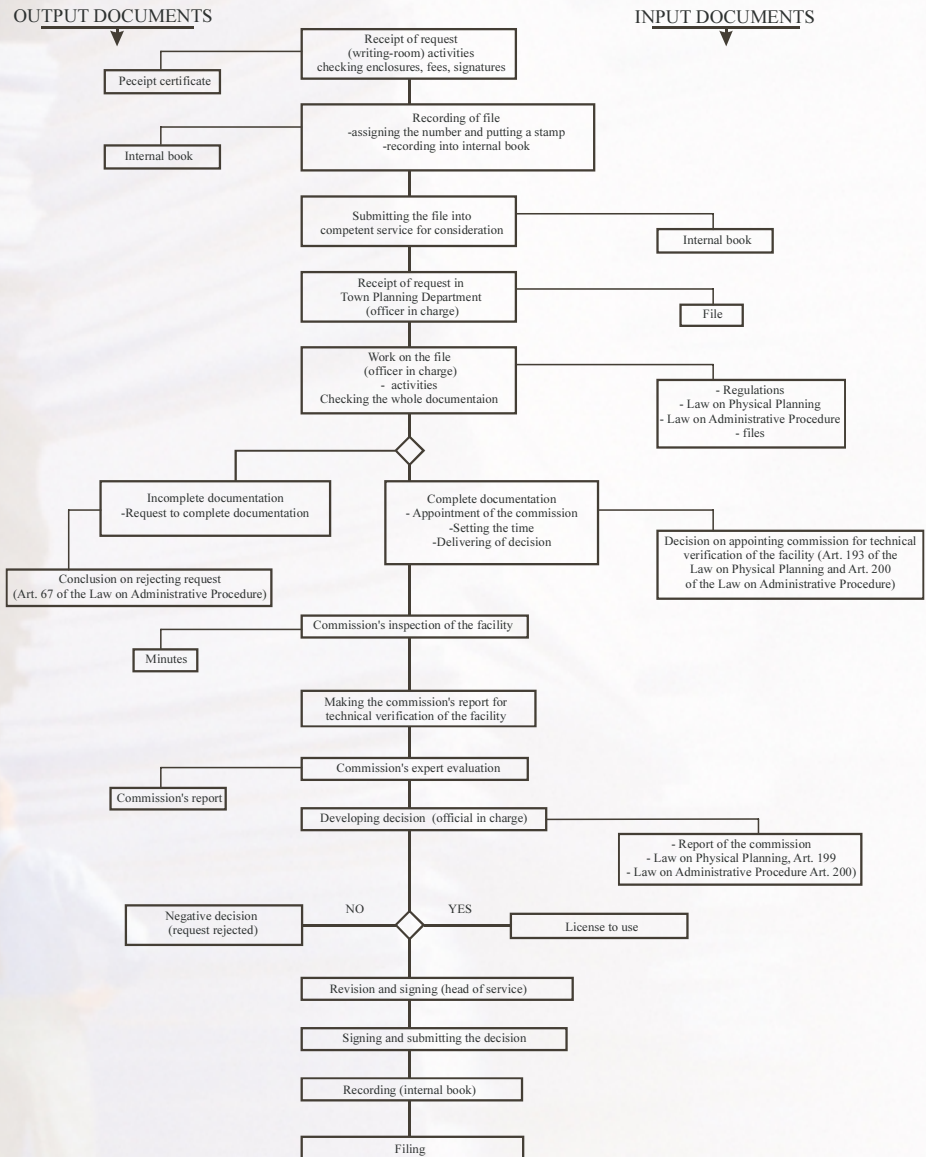 OUTPUT DOCUMENTS
INPUT DOCUMENTS
Receipt of request
(writing-room) activities
checking enclosures, fees, signatures
Peceipt certificate
Recording of file
-assigning the number and putting a stamp
-recording into internal book
Internal book
Submitting the file into
competent service for consideration
Internal book
Receipt of request in
Town Planning Department
(officer in charge)
File
Work on the file
(officer in charge)
- activities
Checking the whole documentaion
- Regulations
- Law on Physical Planning
- Law on Administrative Procedure
- files
Incomplete documentation
-Request to complete documentation
Complete documentation
- Appointment of the commission
-Setting the time
-Delivering of decision
Decision on appointing commission for technical
verification of the facility (Art. 193 of the
Law on Physical Planning and Art. 200
of the Law on Administrative Procedure)
Conclusion on rejecting request
(Art. 67 of the Law on Administrative Procedure)
Commission's inspection of the facility
Minutes
Making the commission's report for
technical verification of the facility
Commission's expert evaluation
Commission's report
Developing decision (official in charge)
- Report of the commission
- Law on Physical Planning, Art. 199
- Law on Administrative Procedure Art. 200)
NO
YES
Negative decision
(request rejected)
License to use
Revision and signing (head of service)
Signing and submitting the decision
Recording (internal book)
Filing